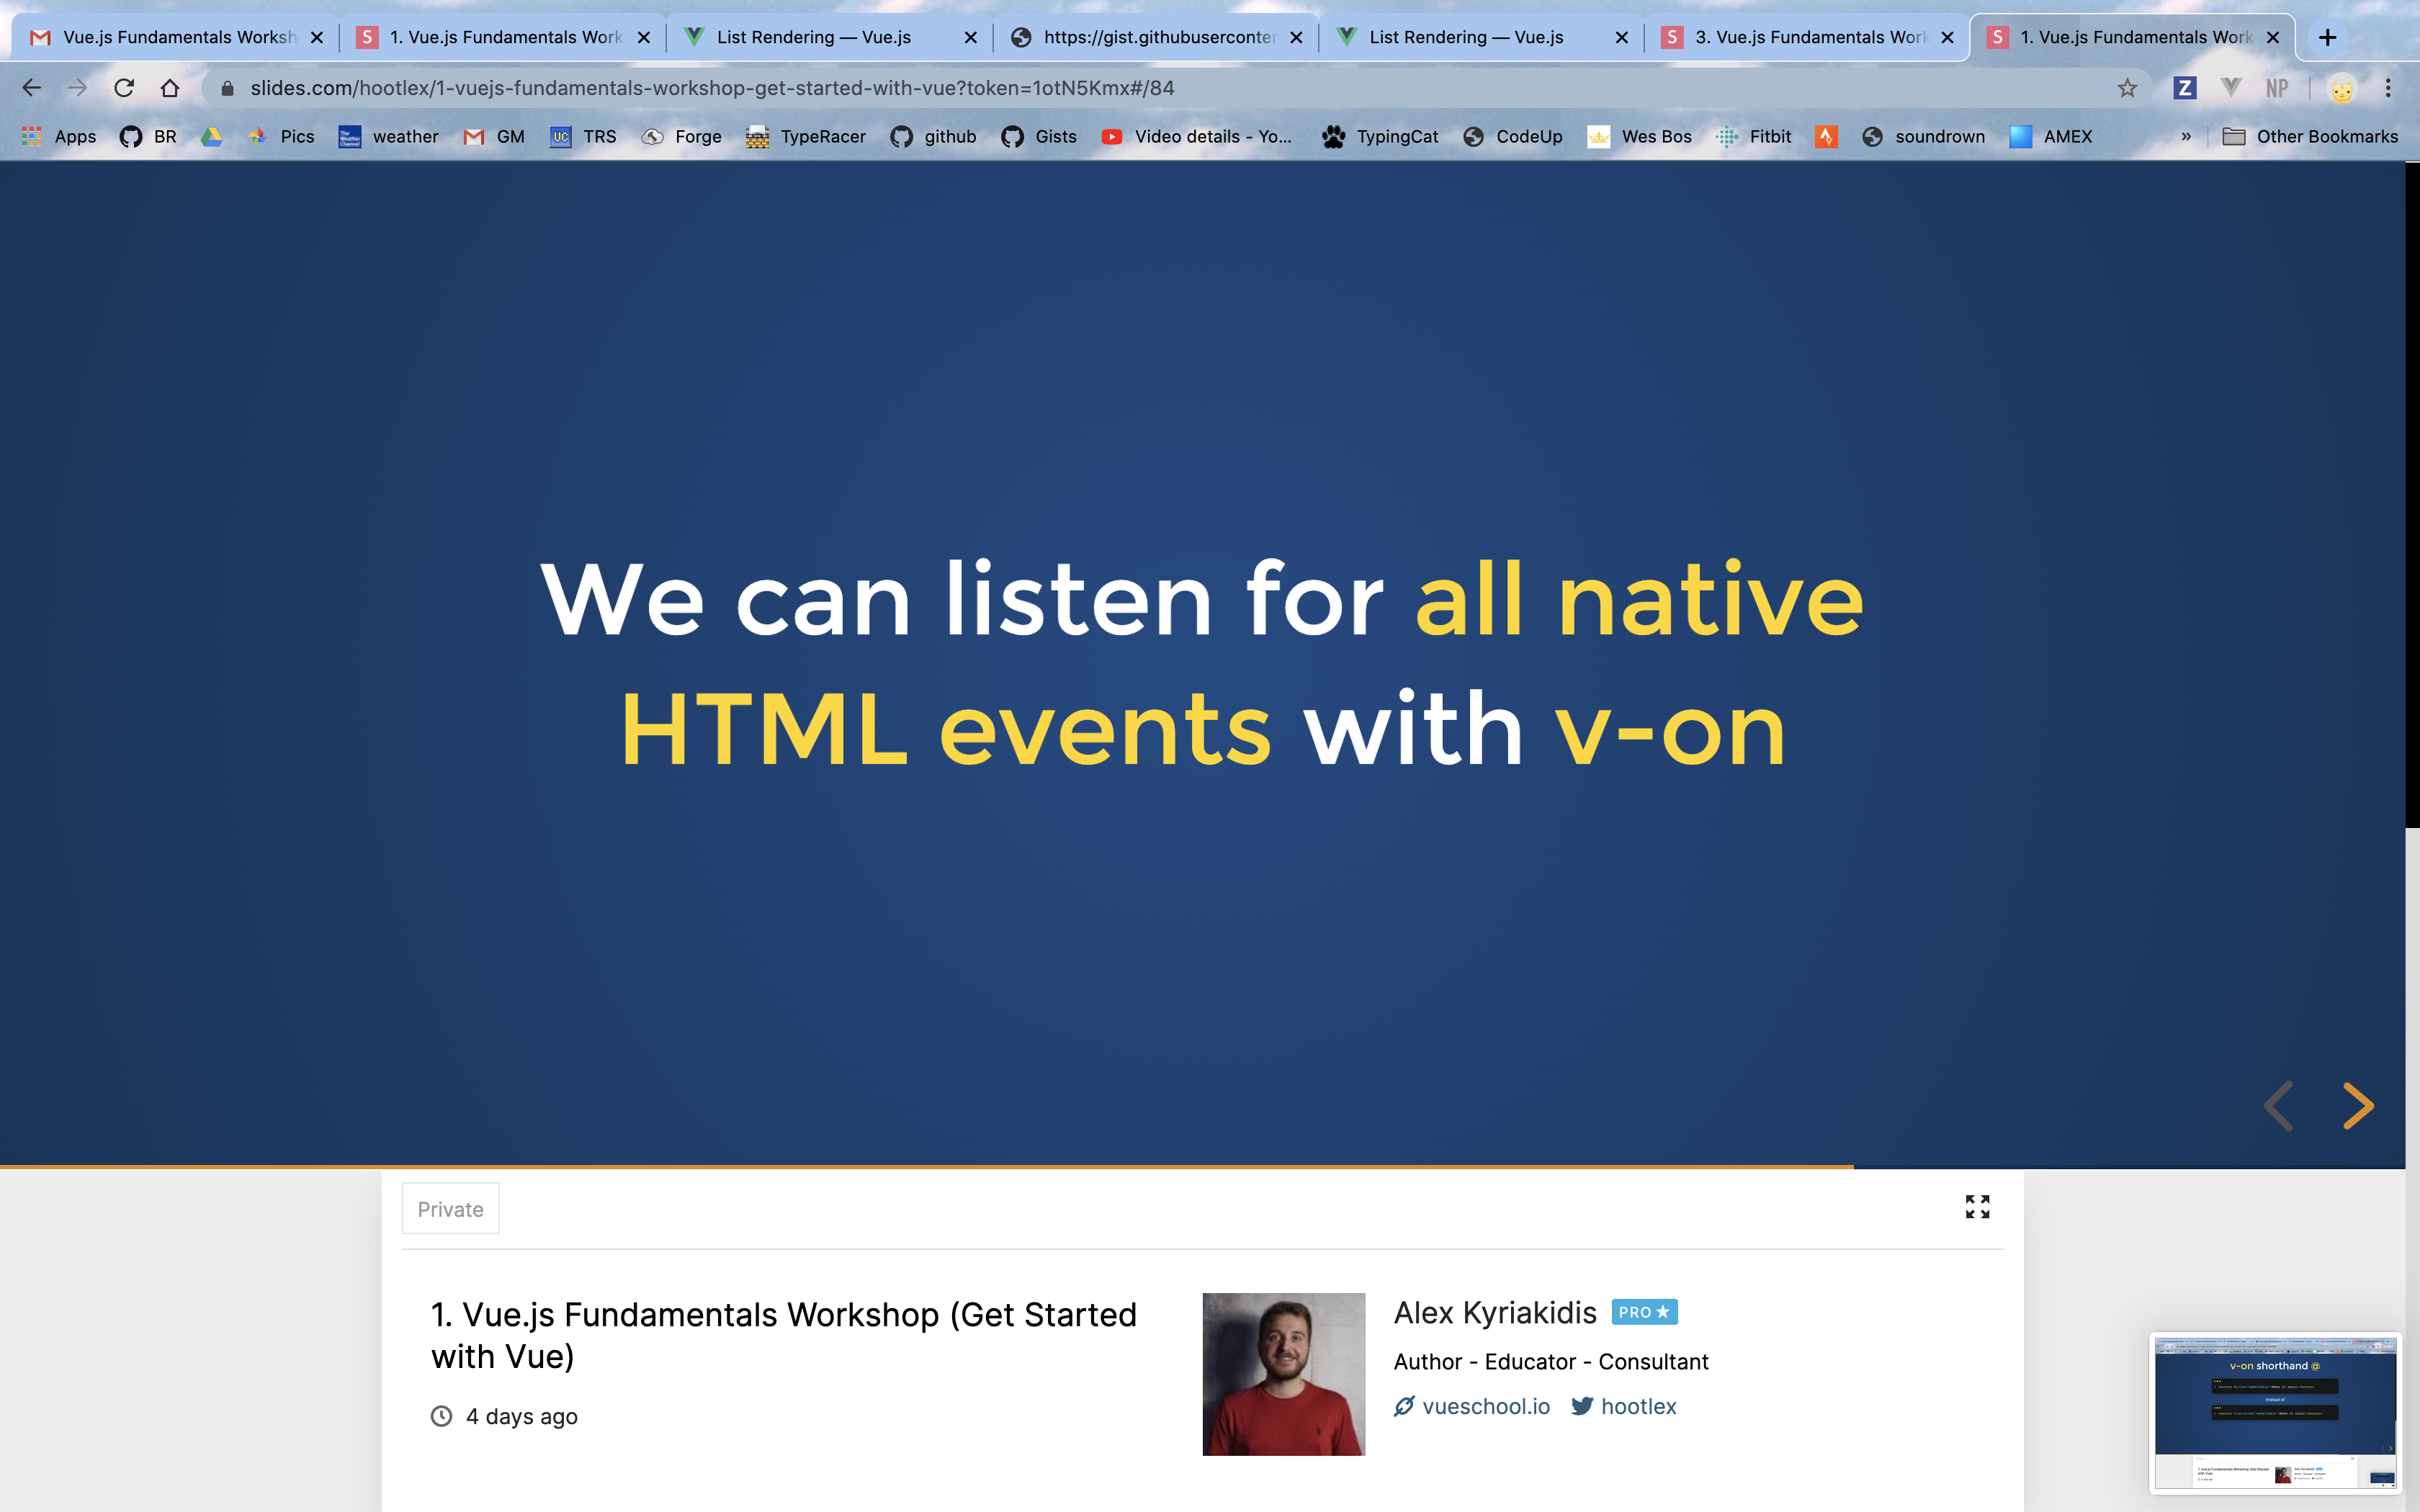 Vue.js Fundamentals Worksh
1. Vue.js Fundamentals Work
List Rendering — Vue.js
https://gist.githubuserconter
List Rendering — Vue.js
3. Vue.js Fundamentals Work
1. Vue.js Fundamentals Work
slides.com/hootlex/1-vuejs-fundamentals-workshop-get-started-with-vue?token=1otN5Kmx#/84
Z
NP
Apps
BR
Pics
weather
GM
UC
TRS
Forge
TypeRacer
github
Gists
Video details - Yo...
TypingCat
CodeUp
Wes Bos
Fitbit
soundrown
AMEX
»
Other Bookmarks
We can listen for all native
HTML events with v-on
Private
1. Vue.js Fundamentals Workshop (Get Started
with Vue)
4 days ago
Alex Kyriakidis
PRO
Author - Educator - Consultant
vueschool.io
hootlex
v-on shorthand @